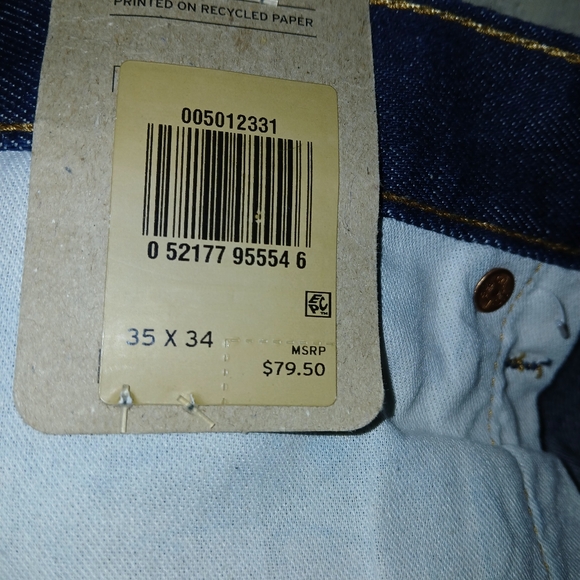 PRINTED ON RECYCLED PAPER
005012331
0 52177 95554 6
35 X 34
MSRP
$79.50